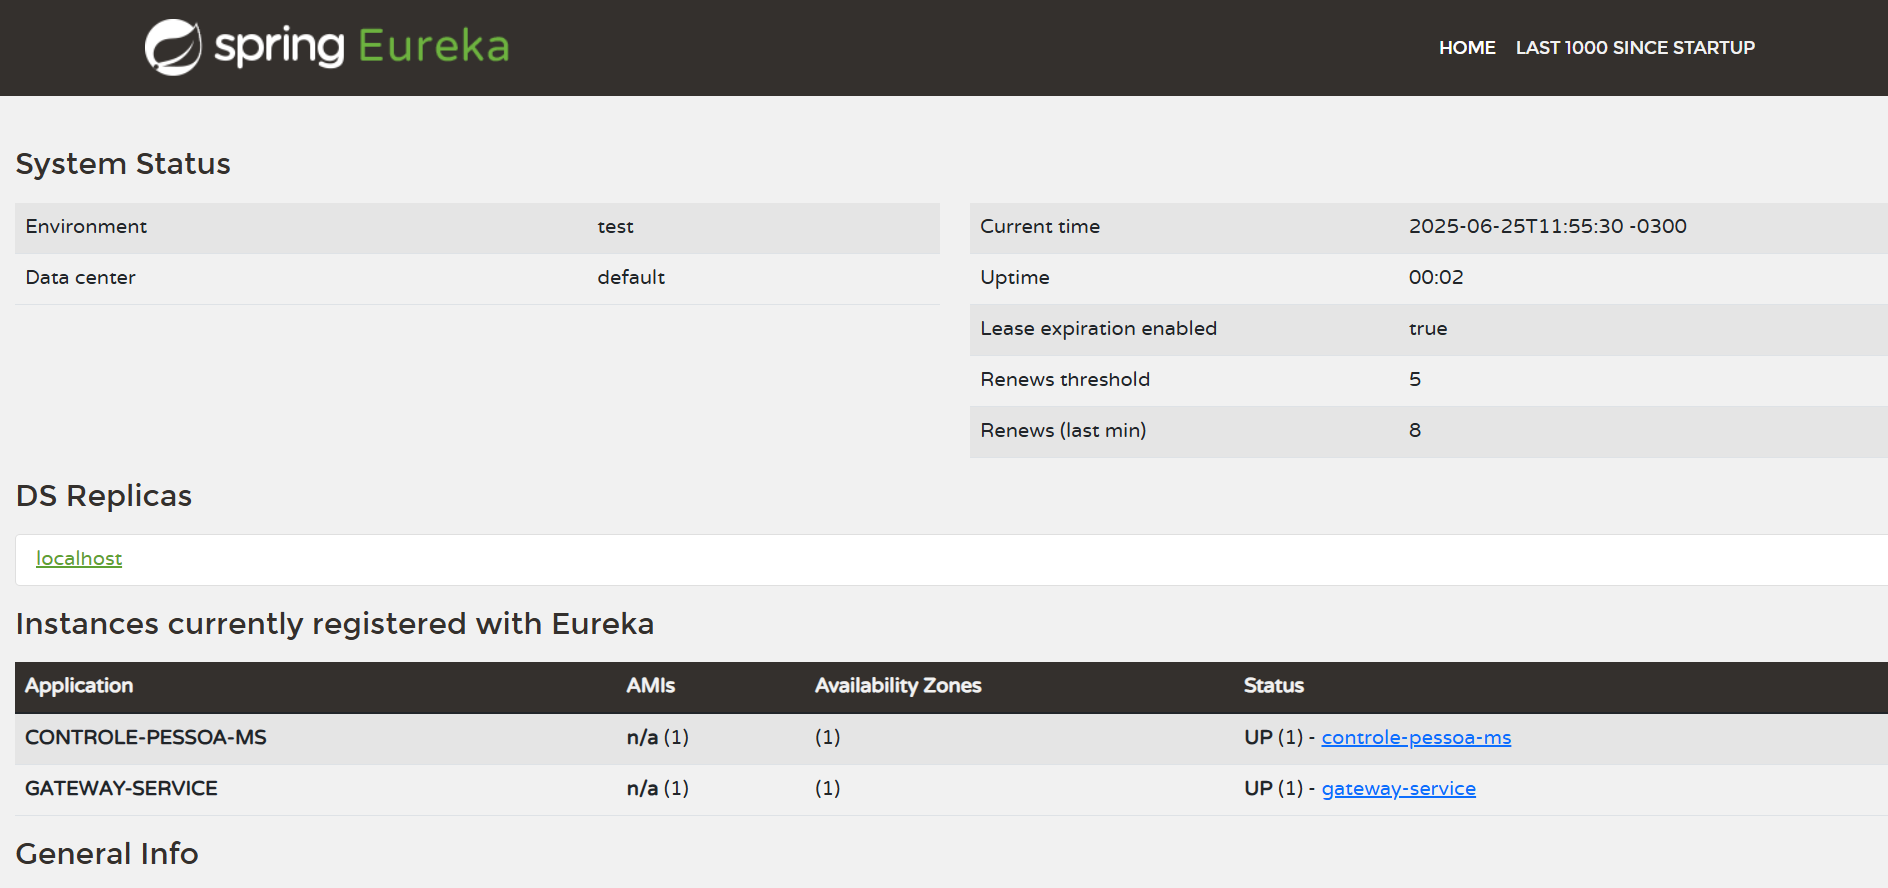 spring Eureka
HOME LAST 1000 SINCE STARTUP
System Status
Environment test
Data center default
Current time 2025-06-25T11:55:30 -0300
Uptime 00:02
Lease expiration enabled true
Renews threshold 5
Renews (last min) 8
DS Replicas
localhost
Instances currently registered with Eureka
Application AMIs Availability Zones Status
CONTROLE-PESSOA-MS n/a (1) (1) UP (1) - controle-pessoa-ms
GATEWAY-SERVICE n/a (1) (1) UP (1) - gateway-service
General Info